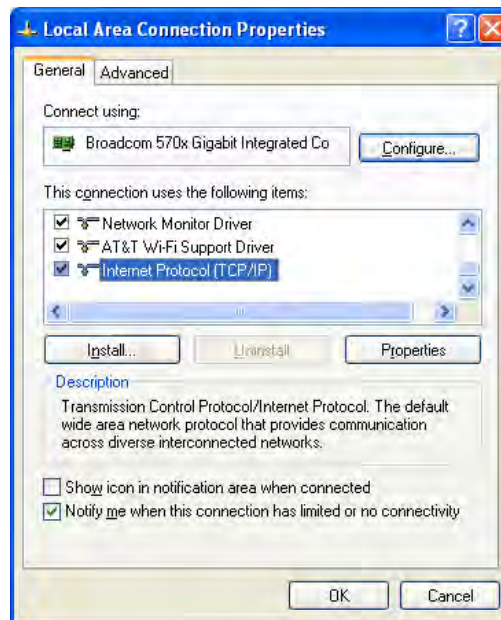 Local Area Connection Properties
General Advanced
Connect using:
Broadcom 570x Gigabit Integrated Co
Configure...
This connection uses the following items:
Network Monitor Driver
AT&T Wi-Fi Support Driver
Internet Protocol (TCP/IP)
Install... Uninstall Properties
Description
Transmission Control Protocol/Internet Protocol. The default
wide area network protocol that provides communication
across diverse interconnected networks.
Show icon in notification area when connected
Notify me when this connection has limited or no connectivity
OK Cancel